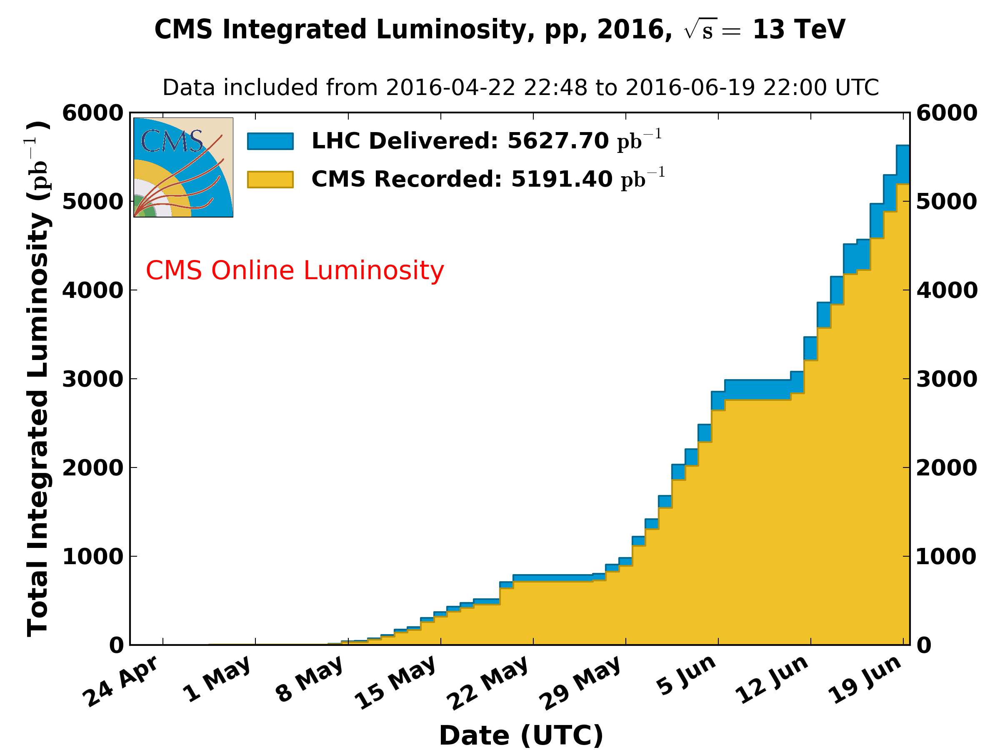 CMS Integrated Luminosity, pp, 2016, √s = 13 TeV
Data included from 2016-04-22 22:48 to 2016-06-19 22:00 UTC
CMS
LHC Delivered: 5627.70 pb⁻¹
CMS Recorded: 5191.40 pb⁻¹
CMS Online Luminosity
Total Integrated Luminosity (pb⁻¹)
6000
5000
4000
3000
2000
1000
0
6000
5000
4000
3000
2000
1000
0
24 Apr
1 May
8 May
15 May
22 May
29 May
5 Jun
12 Jun
19 Jun
Date (UTC)